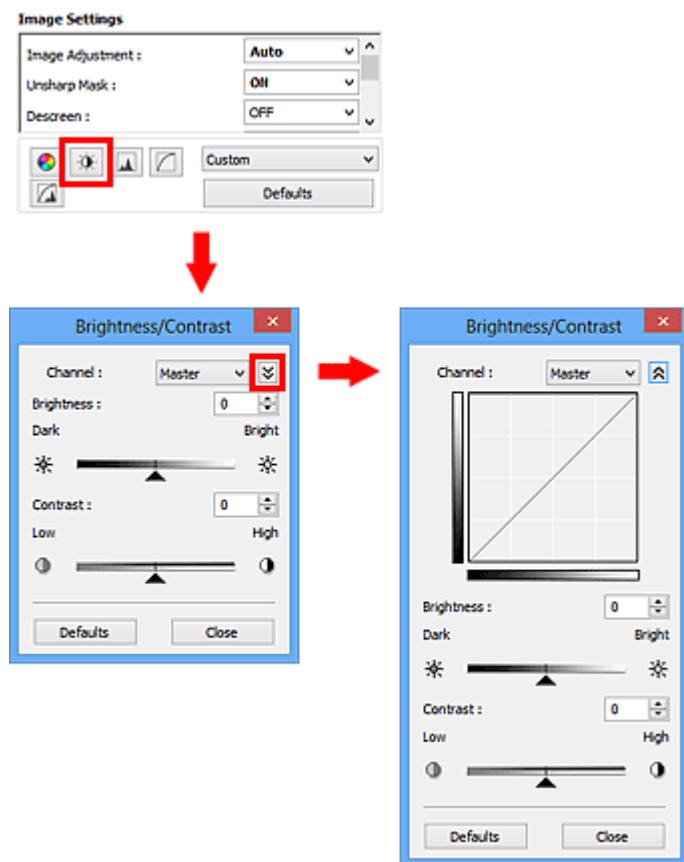 Image Settings
Image Adjustment : Auto
Unsharp Mask : ON
Descreen : OFF
Custom
Defaults
Brightness/Contrast
Channel : Master
Brightness : 0
Dark Bright
Contrast : 0
Low High
Defaults Close
Brightness/Contrast
Channel : Master
Brightness : 0
Dark Bright
Contrast : 0
Low High
Defaults Close